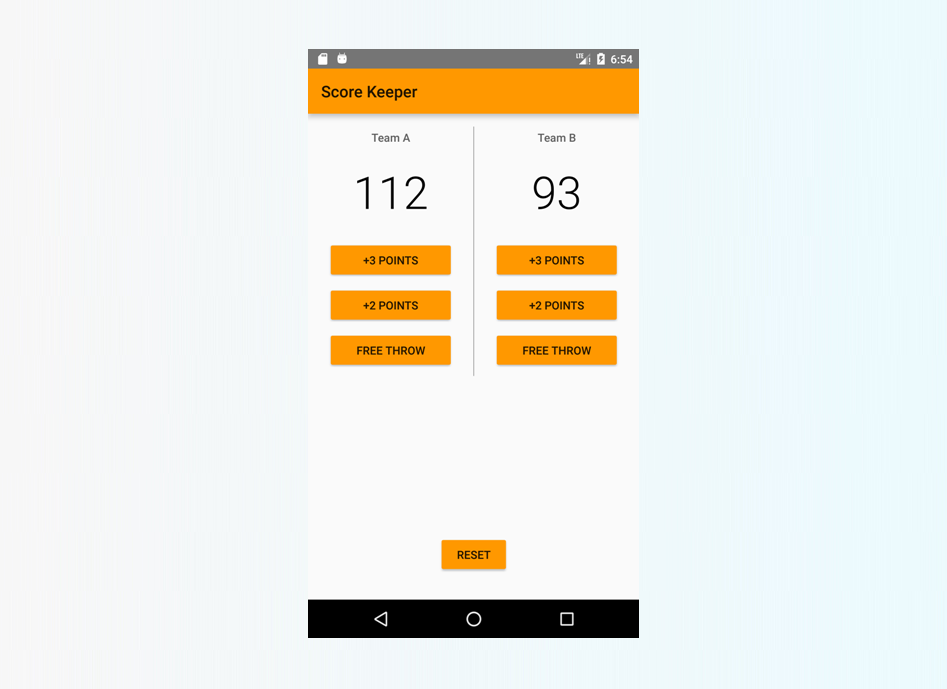 LTE 6:54
Score Keeper
Team A
Team B
112
93
+3 POINTS
+3 POINTS
+2 POINTS
+2 POINTS
FREE THROW
FREE THROW
RESET